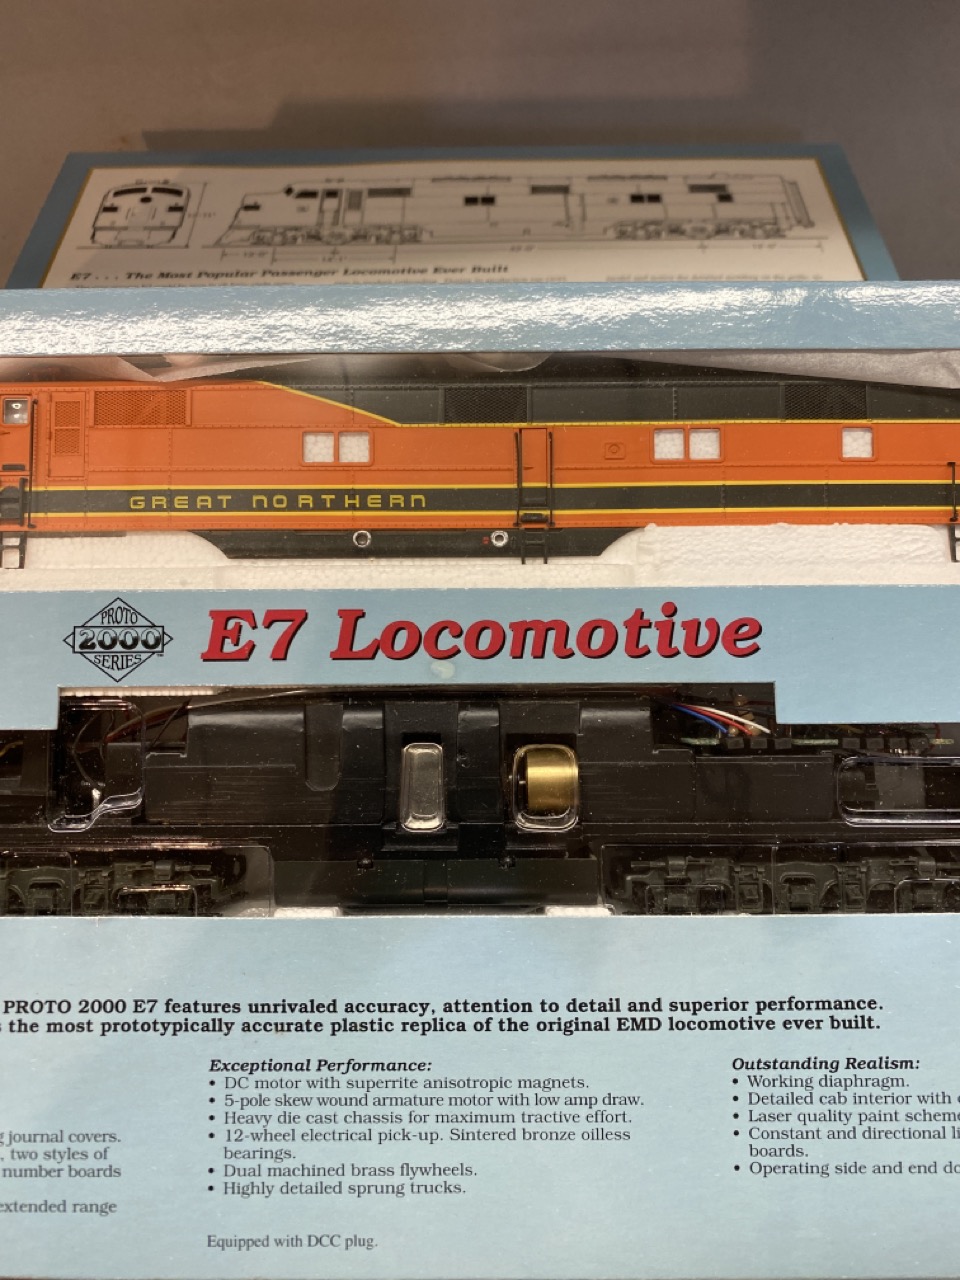 E7 . . . The Most Popular Passenger Locomotive Ever Built
GREAT NORTHERN
PROTO
2000
SERIES
E7 Locomotive
PROTO 2000 E7 features unrivaled accuracy, attention to detail and superior performance.
the most prototypically accurate plastic replica of the original EMD locomotive ever built.
journal covers.
, two styles of
number boards
extended range
Exceptional Performance:
• DC motor with superrite anisotropic magnets.
• 5-pole skew wound armature motor with low amp draw.
• Heavy die cast chassis for maximum tractive effort.
• 12-wheel electrical pick-up. Sintered bronze oilless
bearings.
• Dual machined brass flywheels.
• Highly detailed sprung trucks.
Equipped with DCC plug.
Outstanding Realism:
• Working diaphragm.
• Detailed cab interior with
• Laser quality paint scheme
• Constant and directional li
boards.
• Operating side and end do